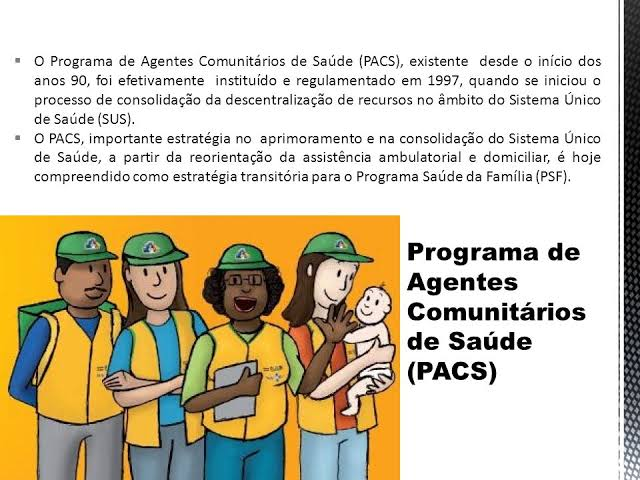 ▪ O Programa de Agentes Comunitários de Saúde (PACS), existente desde o início dos
anos 90, foi efetivamente instituído e regulamentado em 1997, quando se iniciou o
processo de consolidação da descentralização de recursos no âmbito do Sistema Único
de Saúde (SUS).
▪ O PACS, importante estratégia no aprimoramento e na consolidação do Sistema Único
de Saúde, a partir da reorientação da assistência ambulatorial e domiciliar, é hoje
compreendido como estratégia transitória para o Programa Saúde da Família (PSF).
Programa de
Agentes
Comunitários
de Saúde
(PACS)